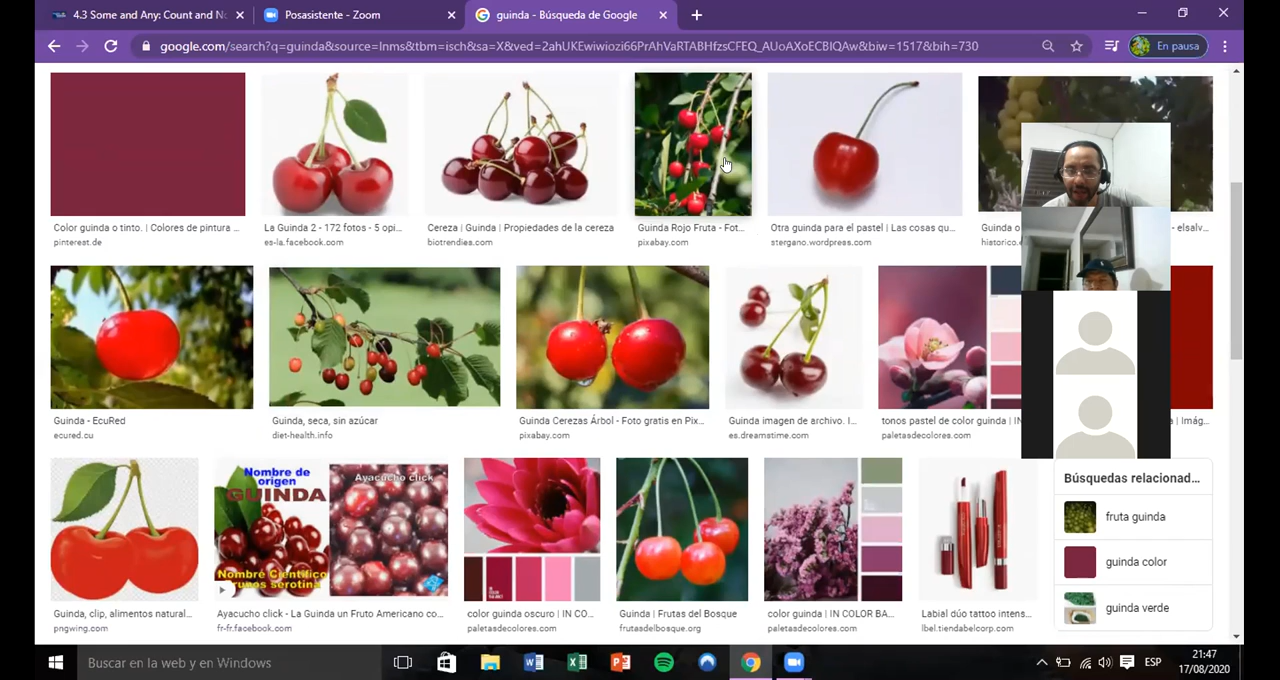 4.3 Some and Any: Count and No
Posasistente - Zoom
guinda - Búsqueda de Google
google.com/search?q=guinda&source=lnms&tbm=isch&sa=X&ved=2ahUKEwiwiozi66PrAhVaRTABHfzsCFEQ_AUoAXoECBIQAw&biw=1517&bih=730
En pausa
Color guinda o tinto. | Colores de pintura ...
La Guinda 2 - 172 fotos - 5 opi...
Cereza | Guinda | Propiedades de la cereza
Guinda Rojo Fruta - Fot...
Otra guinda para el pastel | Las cosas qu...
Guinda o
- elsalv...
pinterest.de
es-la.facebook.com
biotrendies.com
pixabay.com
stergano.wordpress.com
historico.e
Guinda - EcuRed
Guinda, seca, sin azúcar
Guinda Cerezas Árbol - Foto gratis en Pix...
Guinda imagen de archivo. I...
tonos pastel de color guinda | IN
| Imág...
ecured.cu
diet-health.info
pixabay.com
es.dreamstime.com
paletasdecolores.com
Nombre de
origen
GUINDA
Ayacucho click
Nombre Científico
Prunos serotina
Búsquedas relacionad...
fruta guinda
guinda color
guinda verde
Guinda, clip, alimentos natural...
Ayacucho click - La Guinda un Fruto Americano co...
color guinda oscuro | IN CO...
Guinda | Frutas del Bosque
color guinda | IN COLOR BA...
Labial dúo tattoo intens...
pngwing.com
fr-fr.facebook.com
paletasdecolores.com
frutasdelbosque.org
paletasdecolores.com
lbel.tiendabelcorp.com
Buscar en la web y en Windows
ESP
21:47
17/08/2020